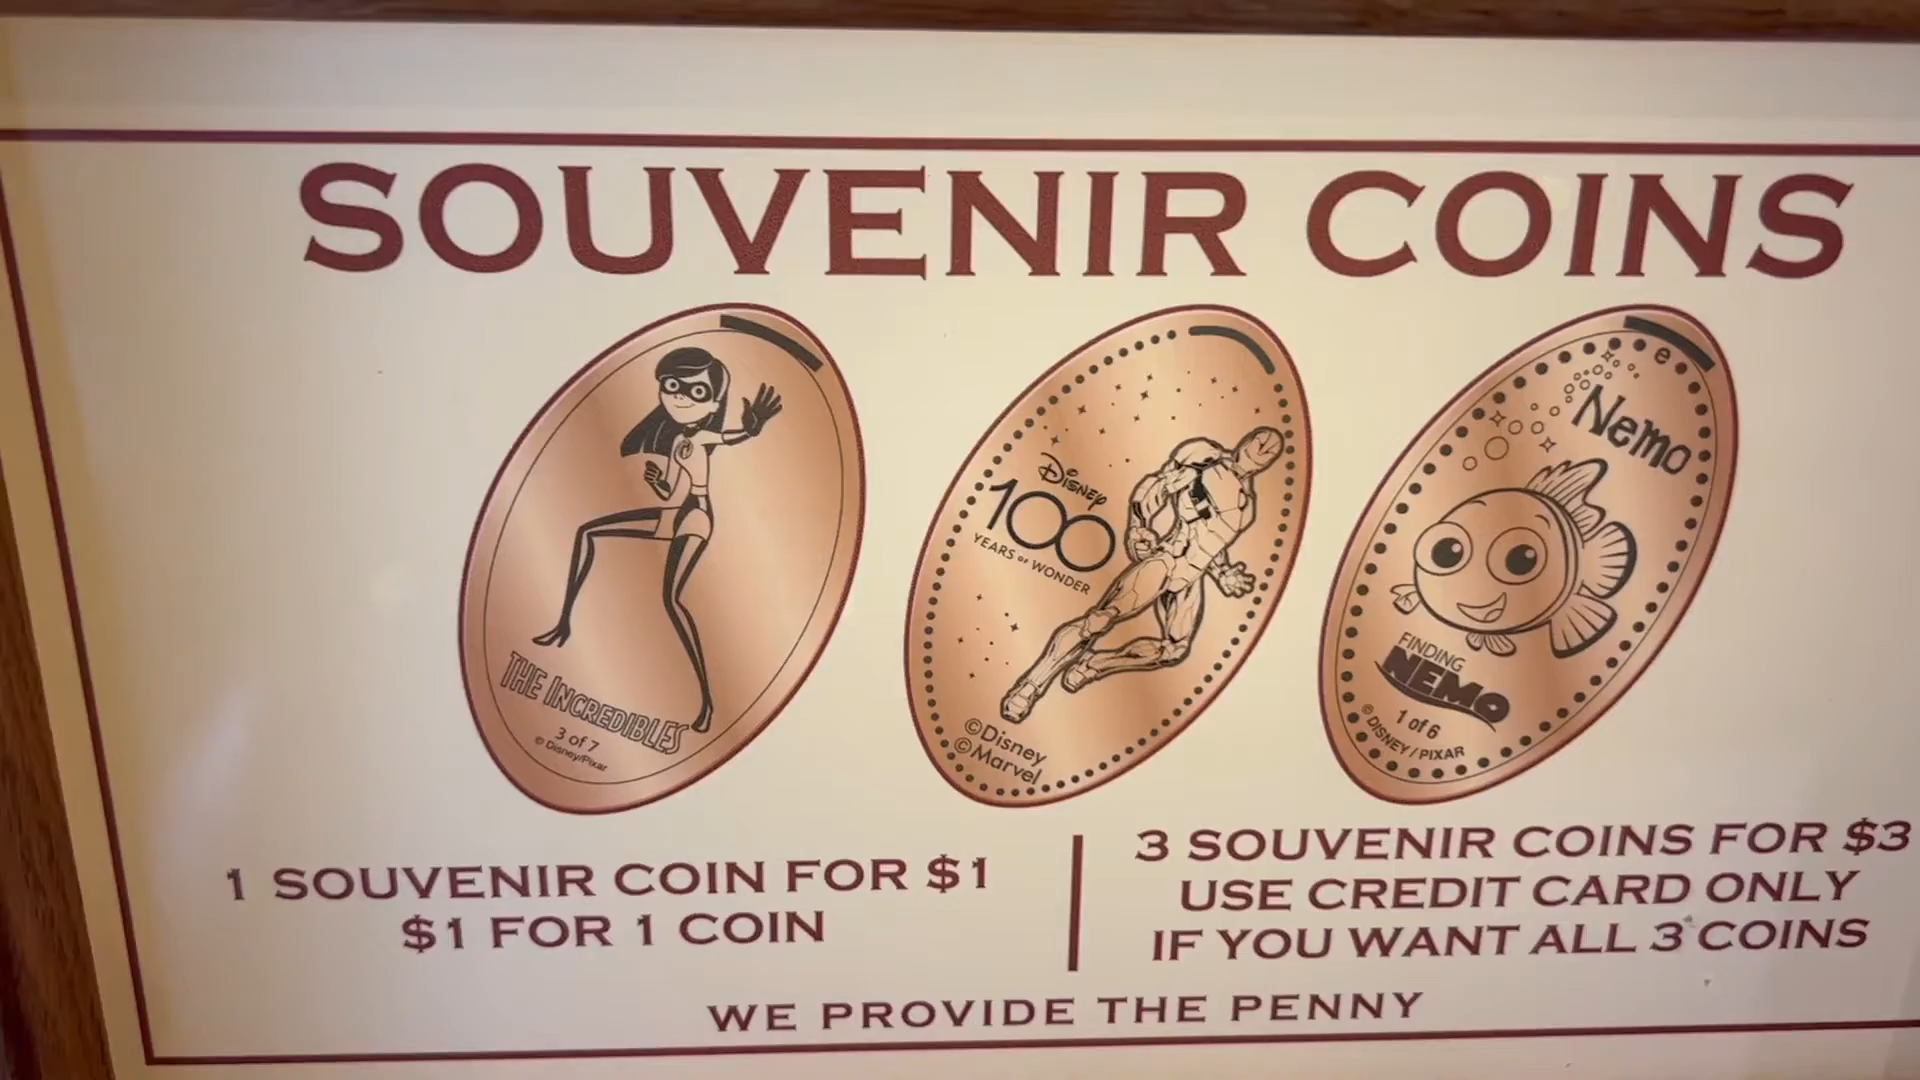 SOUVENIR COINS
THE INCREDIBLES
3 of 7
© Disney/Pixar
Disney
100
YEARS OF WONDER
©Disney
©Marvel
e
Nemo
FINDING
NEMO
1 of 6
© DISNEY / PIXAR
1 SOUVENIR COIN FOR $1
$1 FOR 1 COIN
3 SOUVENIR COINS FOR $3
USE CREDIT CARD ONLY
IF YOU WANT ALL 3 COINS
WE PROVIDE THE PENNY